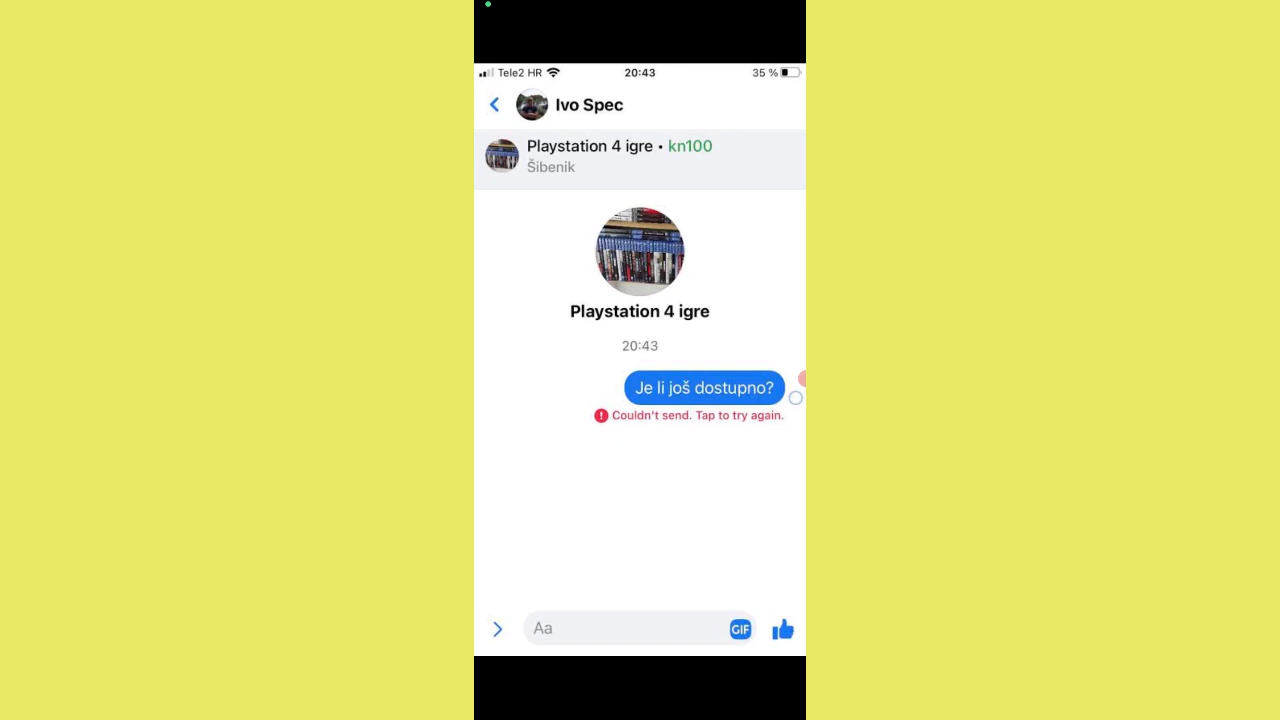 Tele2 HR 20:43 35 %
Ivo Spec
Playstation 4 igre • kn100
Šibenik
Playstation 4 igre
20:43
Je li još dostupno?
! Couldn't send. Tap to try again.
Aa GIF